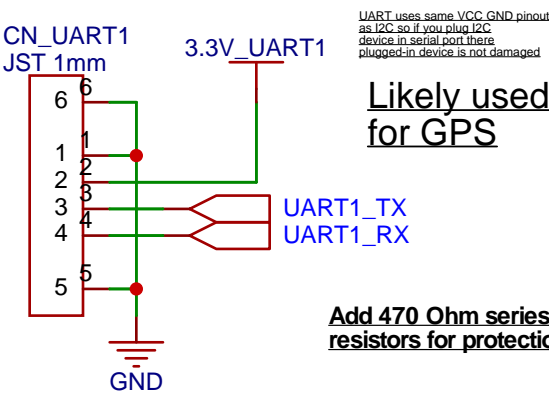 UART uses same VCC GND pinout
as I2C so if you plug I2C
device in serial port there
plugged-in device is not damaged
CN_UART1
JST 1mm
3.3V_UART1
Likely used
for GPS
6 6
1 1
2 2
3 3
4 4
5 5
UART1_TX
UART1_RX
Add 470 Ohm series
resistors for protectio
GND